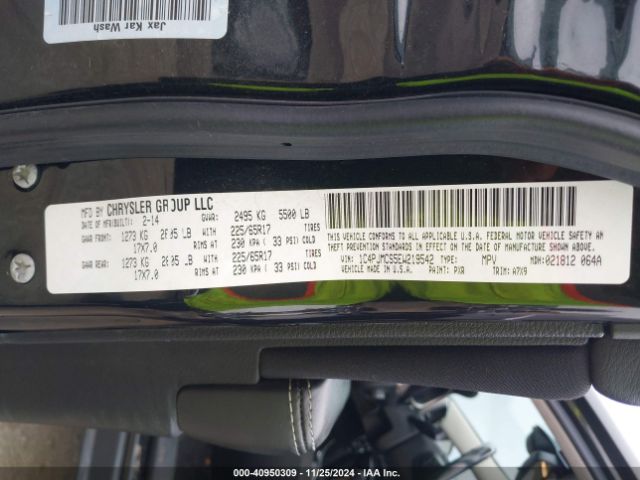 Jax Kar Wash
MFD BY CHRYSLER GROUP LLC
DATE OF MFR(BUILT): 2-14 GVWR: 2495 KG 5500 LB
GAWR FRONT: 1273 KG LB 225/65R17 TIRES
17X7.0 RIMS AT 230 KPA( 33 PSI) COLD
GAWR REAR: 1273 KG LB 225/65R17 TIRES
17X7.0 RIMS AT 230 KPA( 33 PSI) COLD
THIS VEHICLE CONFORMS TO ALL APPLICABLE U.S.A. FEDERAL MOTOR VEHICLE SAFETY AND
THEFT PREVENTION STANDARDS IN EFFECT ON THE DATE OF MANUFACTURE SHOWN ABOVE.
VIN: 1C4PJMCS5EW219542 TYPE: MPV MDH:021812 064A
VEHICLE MADE IN U.S.A. PAINT: PXR TRIM: A7X9
00-40950309 - 11/25/2024 - IAA Inc.